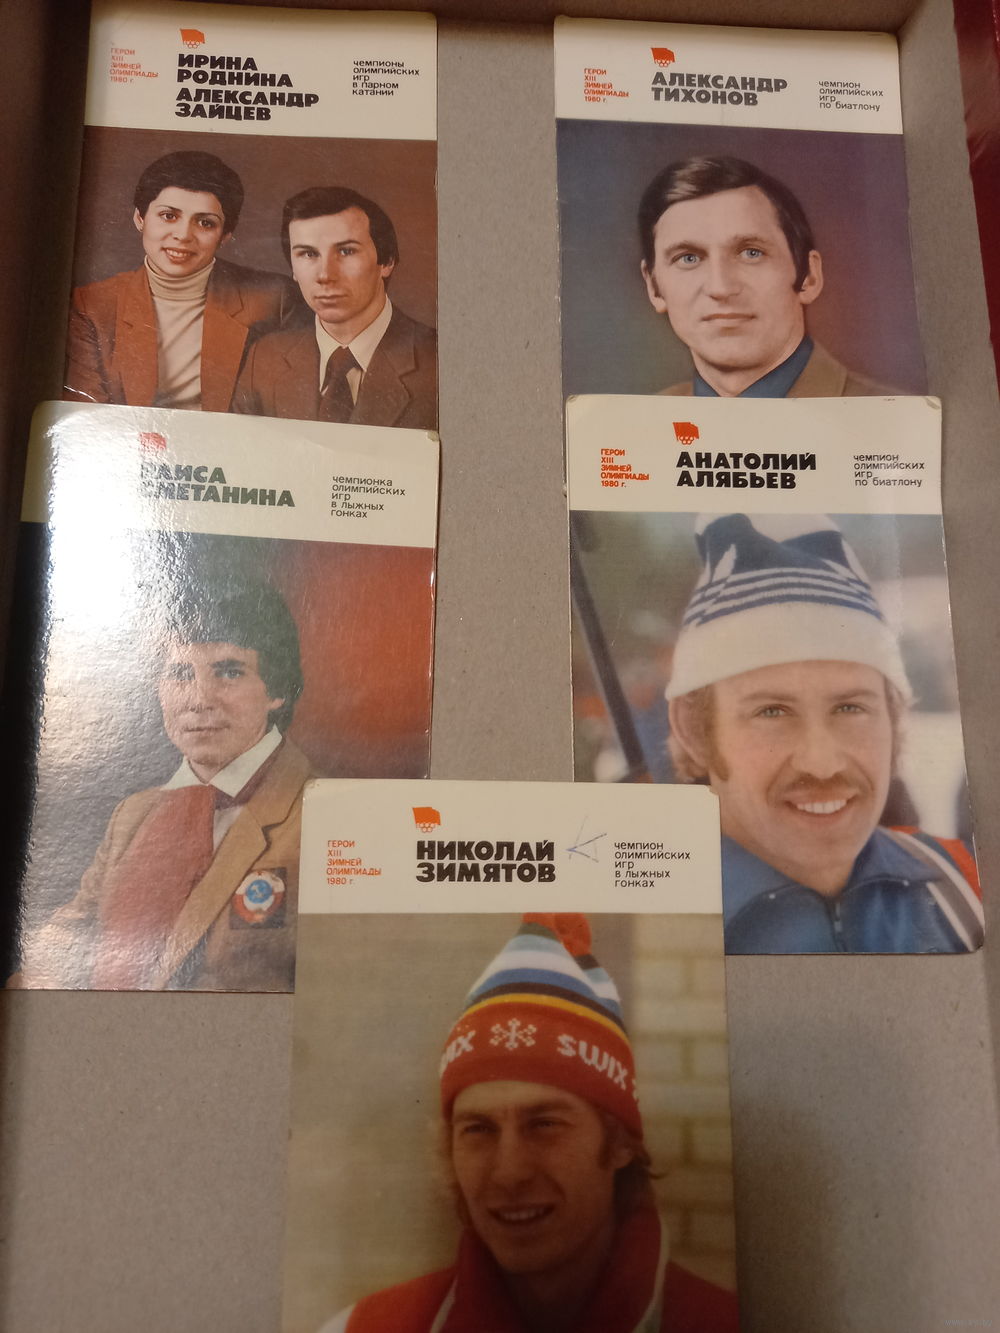 ГЕРОИ
XIII
ЗИМНЕЙ
ОЛИМПИАДЫ
1980 г.
ИРИНА
РОДНИНА
АЛЕКСАНДР
ЗАЙЦЕВ
чемпионы
олимпийских
игр
в парном
катании
ГЕРОИ
XIII
ЗИМНЕЙ
ОЛИМПИАДЫ
1980 г.
АЛЕКСАНДР
ТИХОНОВ
чемпион
олимпийских
игр
по биатлону
РАИСА
СМЕТАНИНА
чемпионка
олимпийских
игр
в лыжных
гонках
ГЕРОИ
XIII
ЗИМНЕЙ
ОЛИМПИАДЫ
1980 г.
АНАТОЛИЙ
АЛЯБЬЕВ
чемпион
олимпийских
игр
по биатлону
ГЕРОИ
XIII
ЗИМНЕЙ
ОЛИМПИАДЫ
1980 г.
НИКОЛАЙ
ЗИМЯТОВ
чемпион
олимпийских
игр
в лыжных
гонках
SWIX